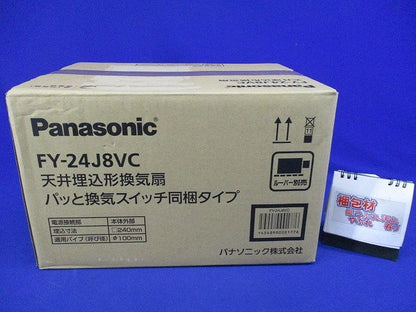 Panasonic
FY-24J8VC
天井埋込形換気扇
パッと換気スイッチ同梱タイプ
電源接続部 本体外部
埋込寸法 □240mm
適用パイプ(呼び径) φ100mm
ルーバー別売
FY-24J8VC
パナソニック株式会社
梱包材